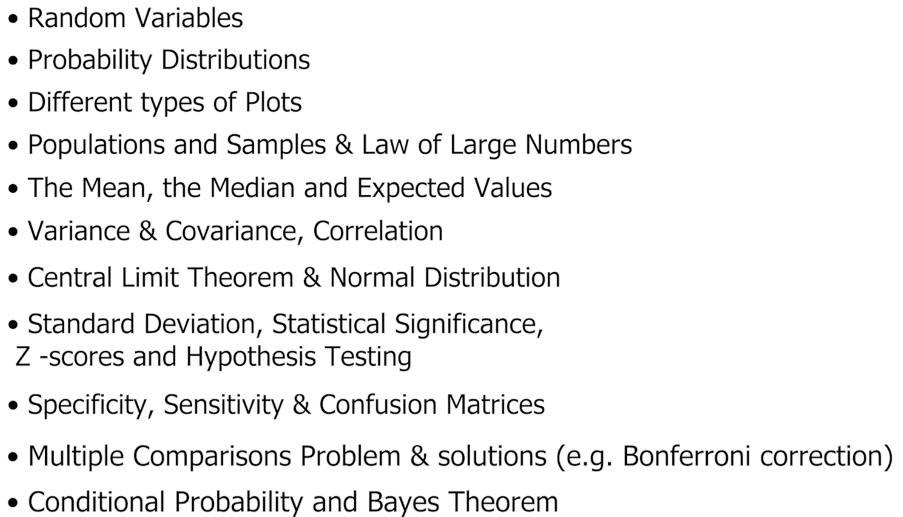 • Random Variables
• Probability Distributions
• Different types of Plots
• Populations and Samples & Law of Large Numbers
• The Mean, the Median and Expected Values
• Variance & Covariance, Correlation
• Central Limit Theorem & Normal Distribution
• Standard Deviation, Statistical Significance,
Z -scores and Hypothesis Testing
• Specificity, Sensitivity & Confusion Matrices
• Multiple Comparisons Problem & solutions (e.g. Bonferroni correction)
• Conditional Probability and Bayes Theorem